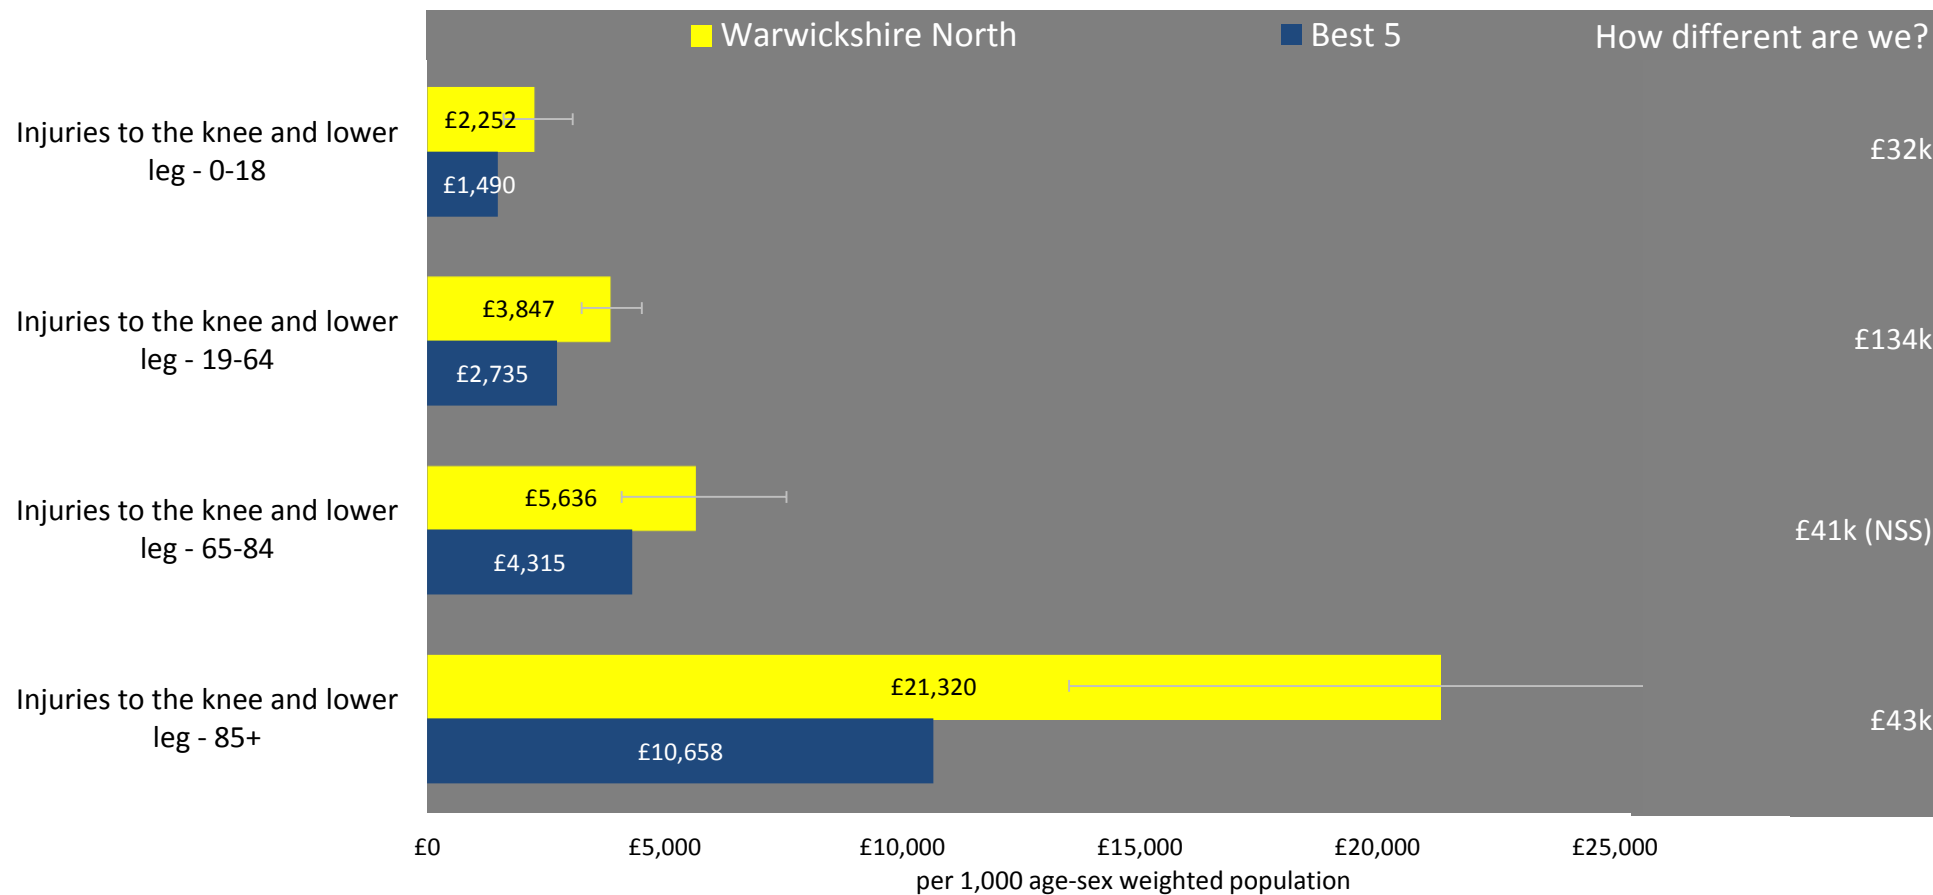 Warwickshire North
Best 5
How different are we?
Injuries to the knee and lower
leg - 0-18
£2,252
£1,490
£32k
Injuries to the knee and lower
leg - 19-64
£3,847
£2,735
£134k
Injuries to the knee and lower
leg - 65-84
£5,636
£4,315
£41k (NSS)
Injuries to the knee and lower
leg - 85+
£21,320
£10,658
£43k
£0 £5,000 £10,000 £15,000 £20,000 £25,000
per 1,000 age-sex weighted population